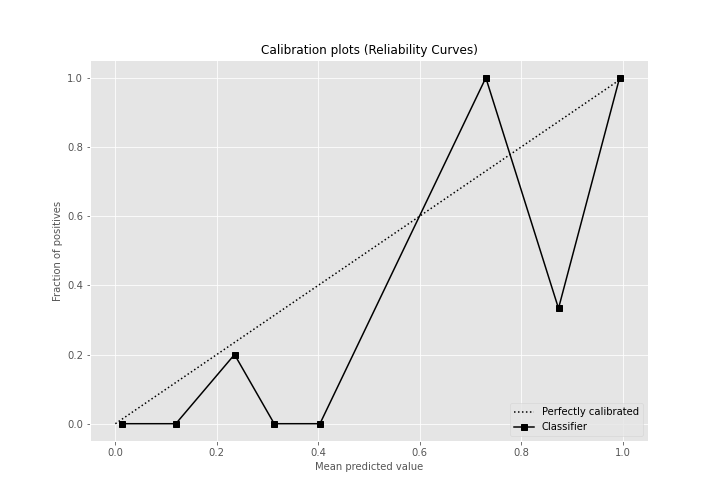 Calibration plots (Reliability Curves)
1.0
0.8
0.6
0.4
0.2
0.0
Fraction of positives
0.0 0.2 0.4 0.6 0.8 1.0
Mean predicted value
Perfectly calibrated
Classifier